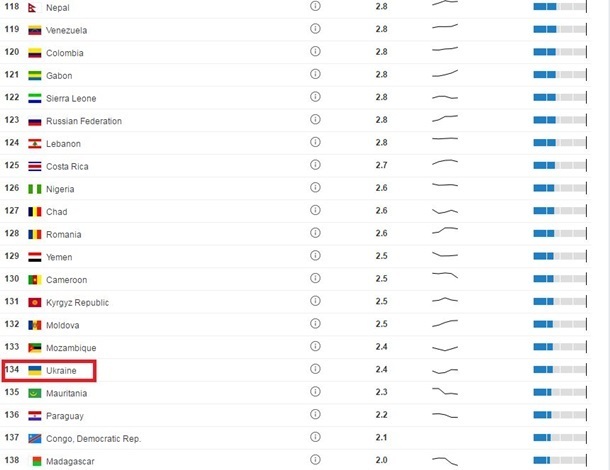 118 Nepal 2.8
119 Venezuela 2.8
120 Colombia 2.8
121 Gabon 2.8
122 Sierra Leone 2.8
123 Russian Federation 2.8
124 Lebanon 2.8
125 Costa Rica 2.7
126 Nigeria 2.6
127 Chad 2.6
128 Romania 2.6
129 Yemen 2.5
130 Cameroon 2.5
131 Kyrgyz Republic 2.5
132 Moldova 2.5
133 Mozambique 2.4
134 Ukraine 2.4
135 Mauritania 2.3
136 Paraguay 2.2
137 Congo, Democratic Rep. 2.1
138 Madagascar 2.0